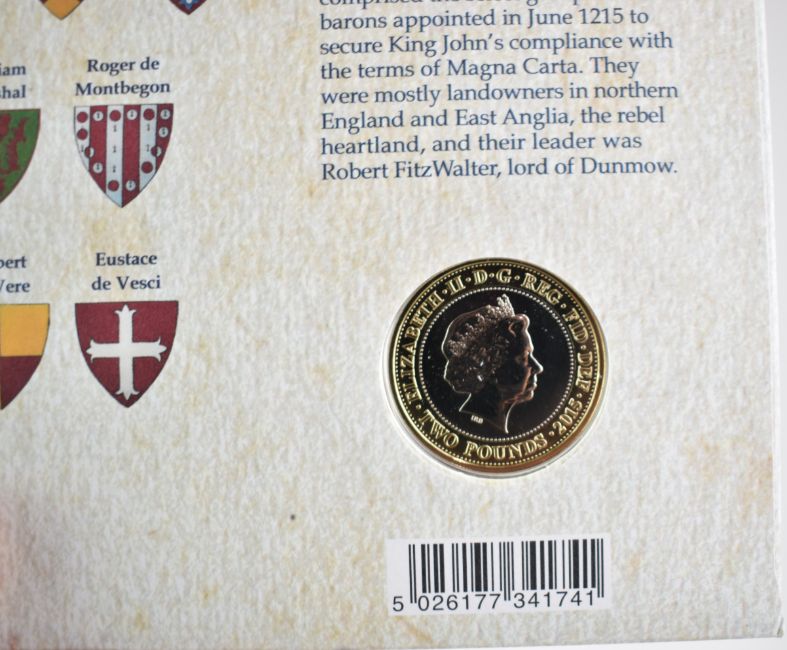 barons appointed in June 1215 to
secure King John's compliance with
the terms of Magna Carta. They
were mostly landowners in northern
England and East Anglia, the rebel
heartland, and their leader was
Robert FitzWalter, lord of Dunmow.
Roger de
Montbegon
Eustace
de Vesci
ELIZABETH·II·D·G·REG·FID·DEF·2015·
TWO POUNDS
IRB
5 026177 341741